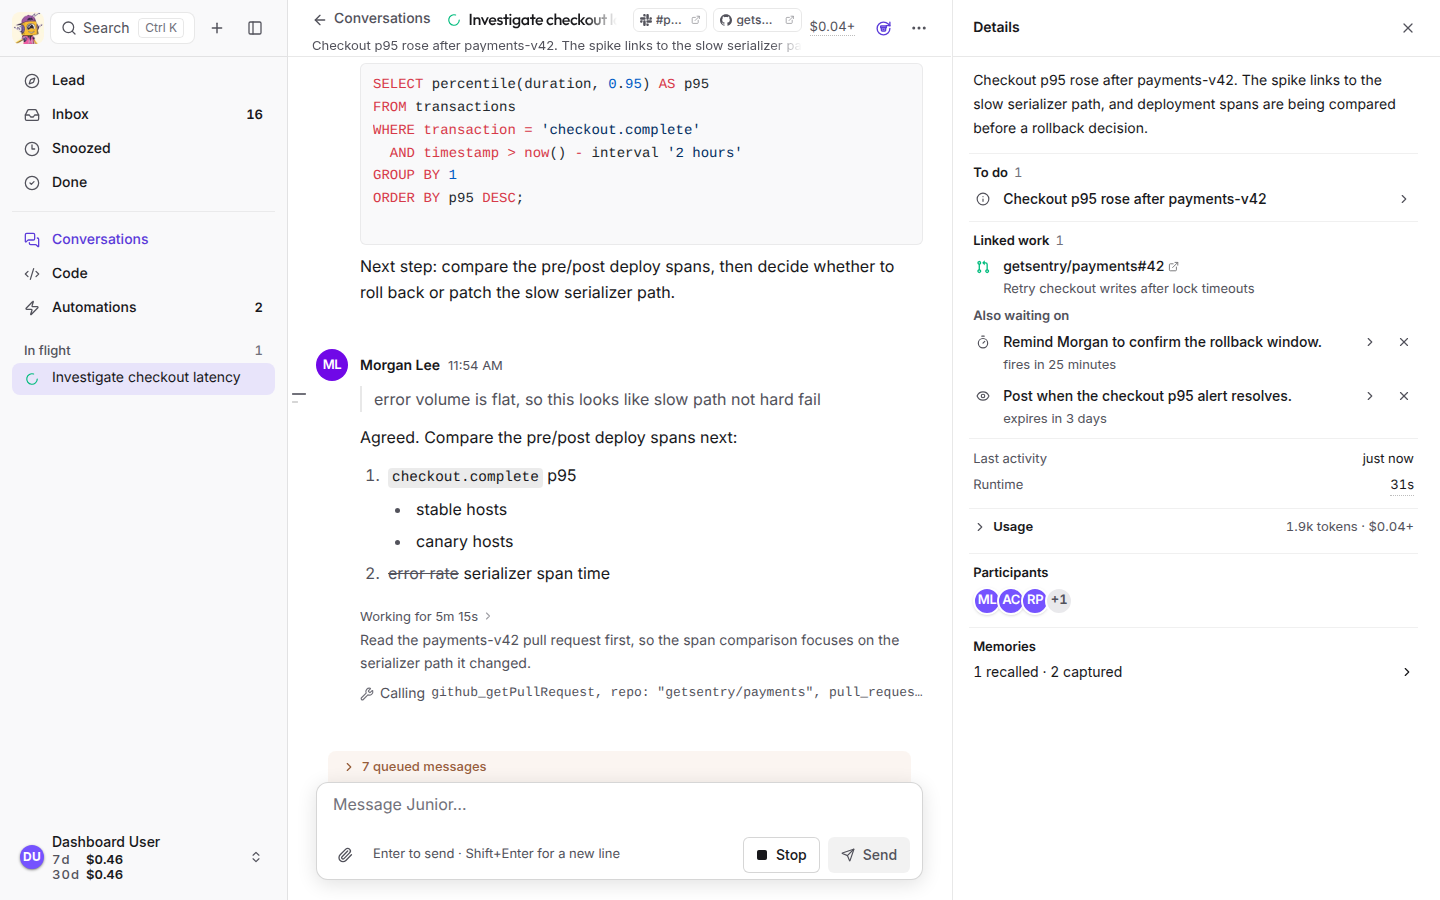 Search Ctrl K
Lead
Inbox 16
Snoozed
Done
Conversations
Code
Automations 2
In flight 1
Investigate checkout latency
Dashboard User
DU
7d $0.46
30d $0.46
Conversations
Investigate checkout
#p...
gets...
$0.04+
Checkout p95 rose after payments-v42. The spike links to the slow serializer pa
SELECT percentile(duration, 0.95) AS p95
FROM transactions
WHERE transaction = 'checkout.complete'
AND timestamp > now() - interval '2 hours'
GROUP BY 1
ORDER BY p95 DESC;
Next step: compare the pre/post deploy spans, then decide whether to
roll back or patch the slow serializer path.
ML Morgan Lee 11:54 AM
error volume is flat, so this looks like slow path not hard fail
Agreed. Compare the pre/post deploy spans next:
1. checkout.complete p95
• stable hosts
• canary hosts
2. error rate serializer span time
Working for 5m 15s
Read the payments-v42 pull request first, so the span comparison focuses on the
serializer path it changed.
Calling github_getPullRequest, repo: "getsentry/payments", pull_reques…
7 queued messages
Message Junior...
Enter to send · Shift+Enter for a new line
Stop
Send
Details
Checkout p95 rose after payments-v42. The spike links to the
slow serializer path, and deployment spans are being compared
before a rollback decision.
To do 1
Checkout p95 rose after payments-v42
Linked work 1
getsentry/payments#42
Retry checkout writes after lock timeouts
Also waiting on
Remind Morgan to confirm the rollback window.
fires in 25 minutes
Post when the checkout p95 alert resolves.
expires in 3 days
Last activity just now
Runtime 31s
Usage 1.9k tokens · $0.04+
Participants
ML AC RP +1
Memories
1 recalled · 2 captured